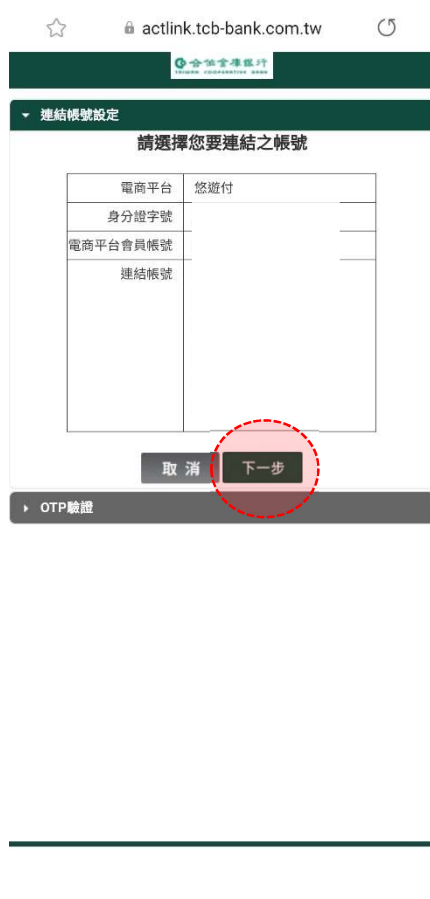 actlink.tcb-bank.com.tw
合作金庫銀行
TAIWAN COOPERATIVE BANK
連結帳號設定
請選擇您要連結之帳號
電商平台 悠遊付
身分證字號
電商平台會員帳號
連結帳號
取 消 下一步
OTP驗證